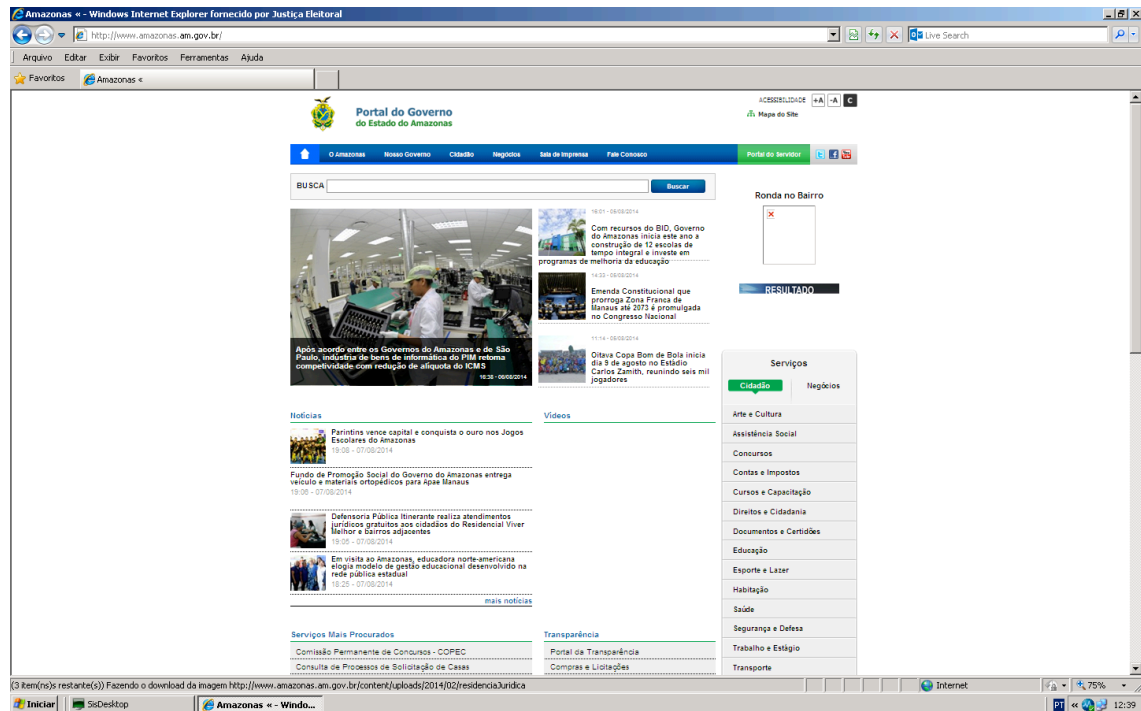 Amazonas « - Windows Internet Explorer fornecido por Justiça Eleitoral
http://www.amazonas.am.gov.br/
Live Search
Arquivo Editar Exibir Favoritos Ferramentas Ajuda
Favoritos Amazonas «
Portal do Governo
do Estado do Amazonas
ACESSIBILIDADE +A -A C
Mapa do Site
O Amazonas Nosso Governo Cidadão Negócios Sala de Imprensa Fale Conosco Portal do Servidor
BUSCA Buscar
Ronda no Bairro
RESULTADO
Após acordo entre os Governos do Amazonas e de São
Paulo, indústria de bens de informática do PIM retoma
competividade com redução de alíquota do ICMS
16:38 - 06/08/2014
16:01 - 06/08/2014
Com recursos do BID, Governo
do Amazonas inicia este ano a
construção de 12 escolas de
tempo integral e investe em
programas de melhoria da educação
14:33 - 06/08/2014
Emenda Constitucional que
prorroga Zona Franca de
Manaus até 2073 é promulgada
no Congresso Nacional
11:14 - 06/08/2014
Oitava Copa Bom de Bola inicia
dia 9 de agosto no Estádio
Carlos Zamith, reunindo seis mil
jogadores
Notícias
Parintins vence capital e conquista o ouro nos Jogos
Escolares do Amazonas
19:08 - 07/08/2014
Fundo de Promoção Social do Governo do Amazonas entrega
veículo e materiais ortopédicos para Apae Manaus
19:06 - 07/08/2014
Defensoria Pública Itinerante realiza atendimentos
jurídicos gratuitos aos cidadãos do Residencial Viver
Melhor e bairros adjacentes
19:05 - 07/08/2014
Em visita ao Amazonas, educadora norte-americana
elogia modelo de gestão educacional desenvolvido na
rede pública estadual
18:25 - 07/08/2014
mais notícias
Vídeos
Serviços Mais Procurados
Comissão Permanente de Concursos - COPEC
Consulta de Processos de Solicitação de Casas
Transparência
Portal da Transparência
Compras e Licitações
Serviços
Cidadão Negócios
Arte e Cultura
Assistência Social
Concursos
Contas e Impostos
Cursos e Capacitação
Direitos e Cidadania
Documentos e Certidões
Educação
Esporte e Lazer
Habitação
Saúde
Segurança e Defesa
Trabalho e Estágio
Transporte
(3 item(ns)s restante(s)) Fazendo o download da imagem http://www.amazonas.am.gov.br/content/uploads/2014/02/residenciaJuridica
Internet 75%
Iniciar SisDesktop Amazonas « - Windo... PT « 12:39